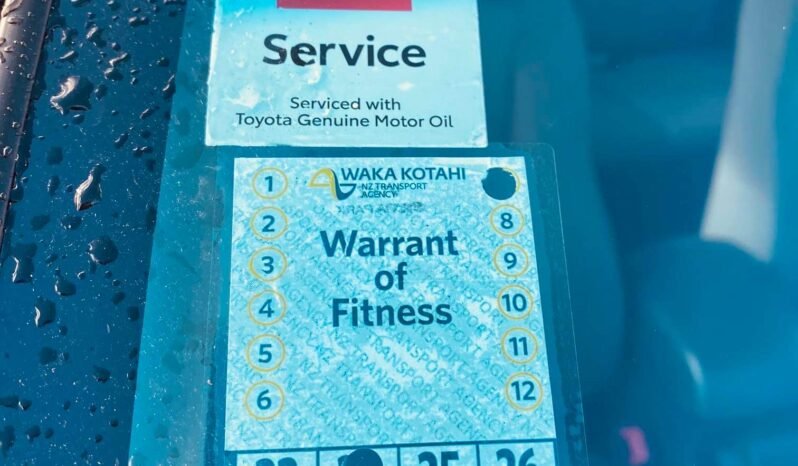 Service
Serviced with
Toyota Genuine Motor Oil
WAKA KOTAHI
NZ TRANSPORT
AGENCY
1
2
3
4
5
6
8
9
10
11
12
Warrant
of
Fitness
25 26